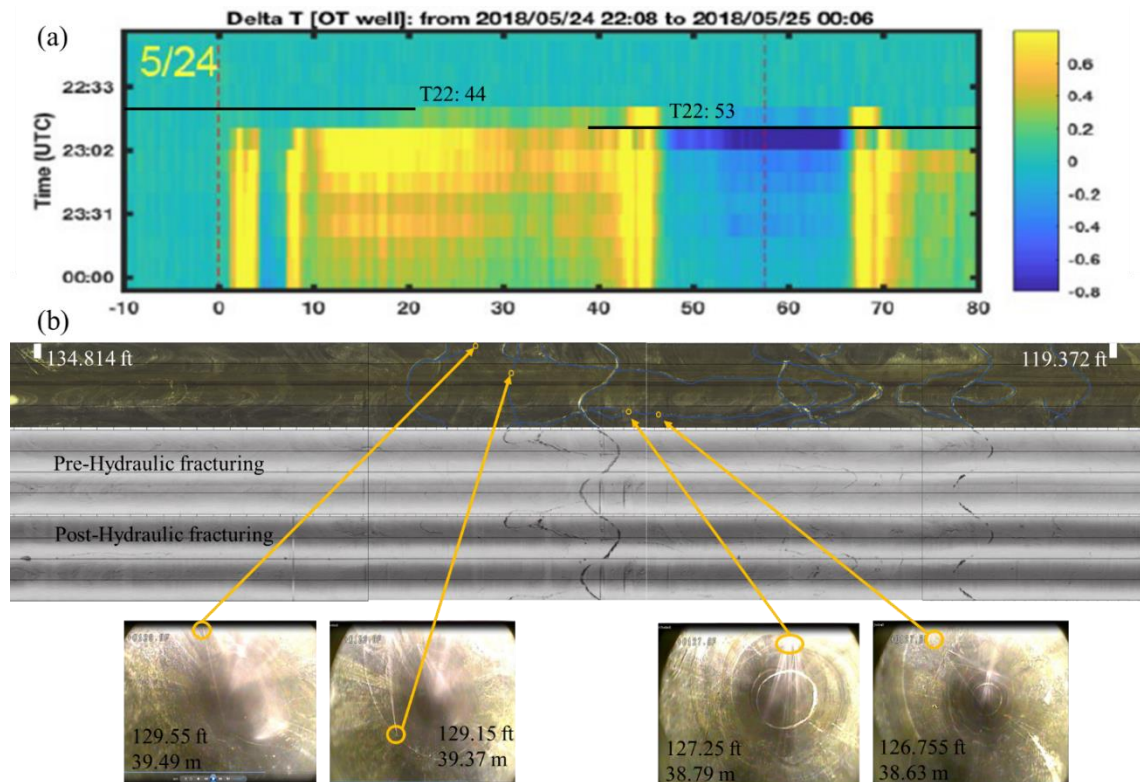 Delta T [OT well]: from 2018/05/24 22:08 to 2018/05/25 00:06
(a)
5/24
T22: 44
T22: 53
Time (UTC)
22:33
23:02
23:31
00:00
-10 0 10 20 30 40 50 60 70 80
0.6
0.4
0.2
0
-0.2
-0.4
-0.6
-0.8
(b)
134.814 ft
119.372 ft
Pre-Hydraulic fracturing
Post-Hydraulic fracturing
129.55 ft
39.49 m
129.15 ft
39.37 m
127.25 ft
38.79 m
126.755 ft
38.63 m